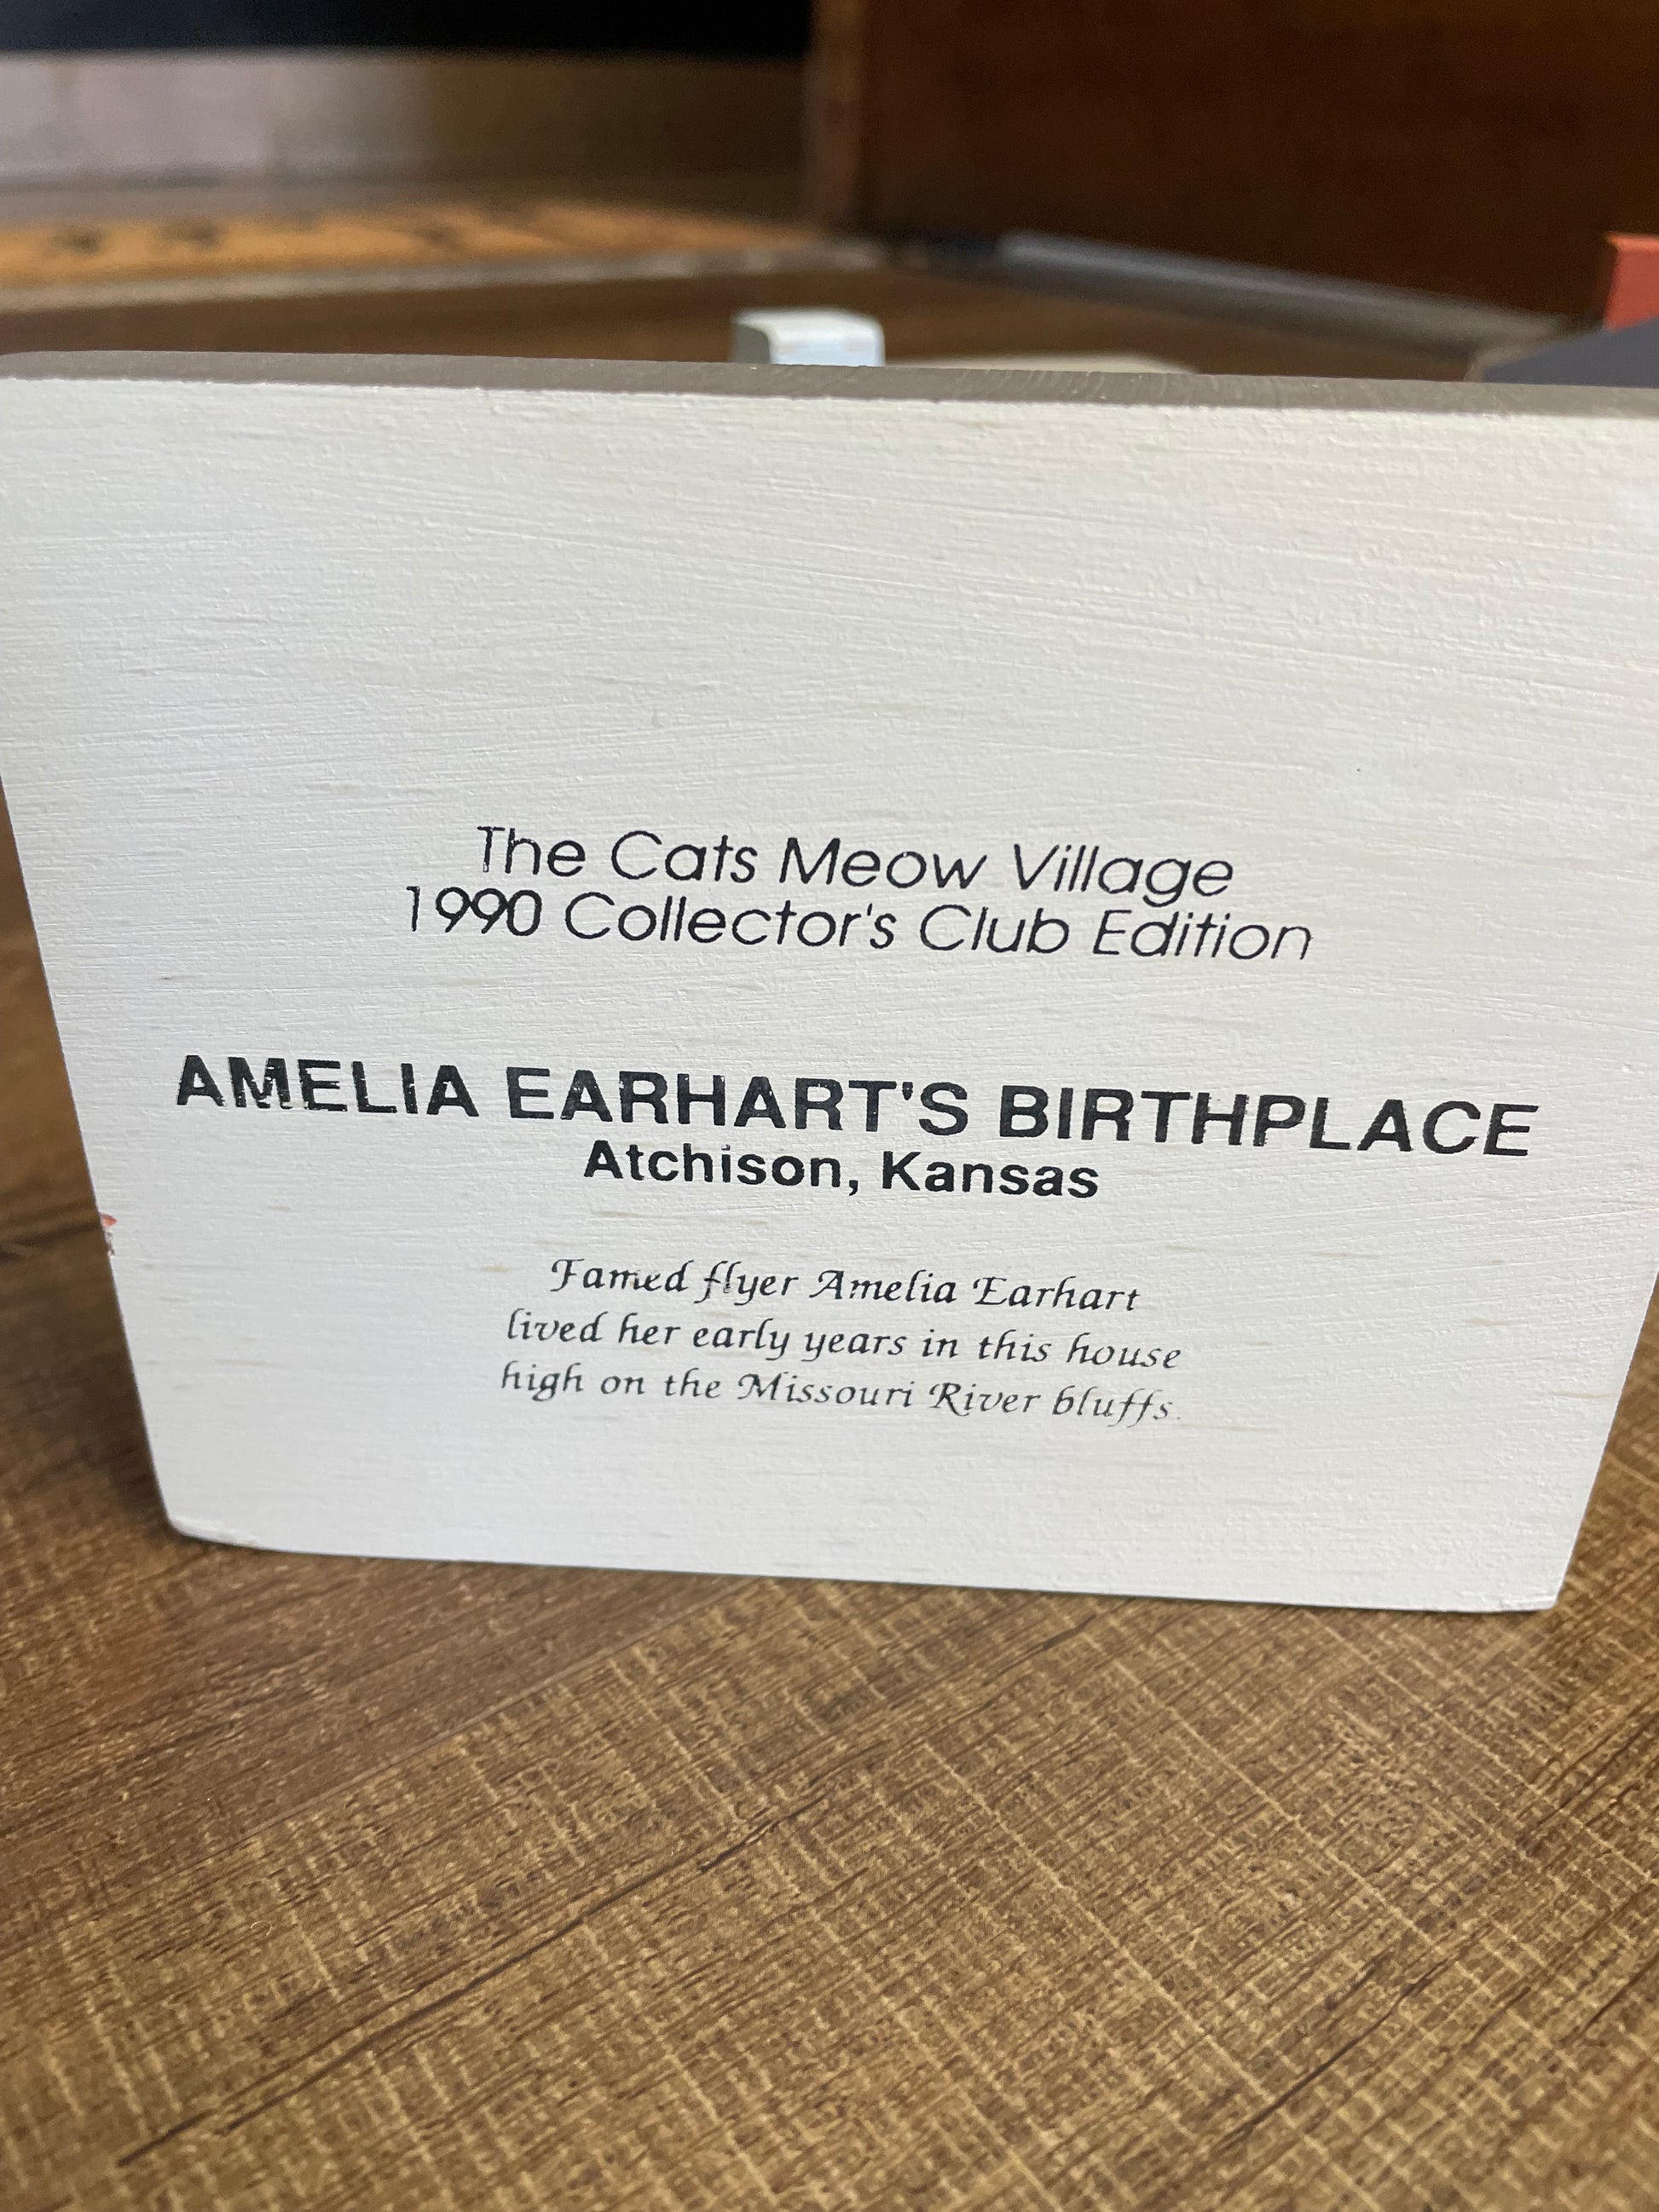 The Cats Meow Village
1990 Collector's Club Edition
AMELIA EARHART'S BIRTHPLACE
Atchison, Kansas
Famed flyer Amelia Earhart
lived her early years in this house
high on the Missouri River bluffs.